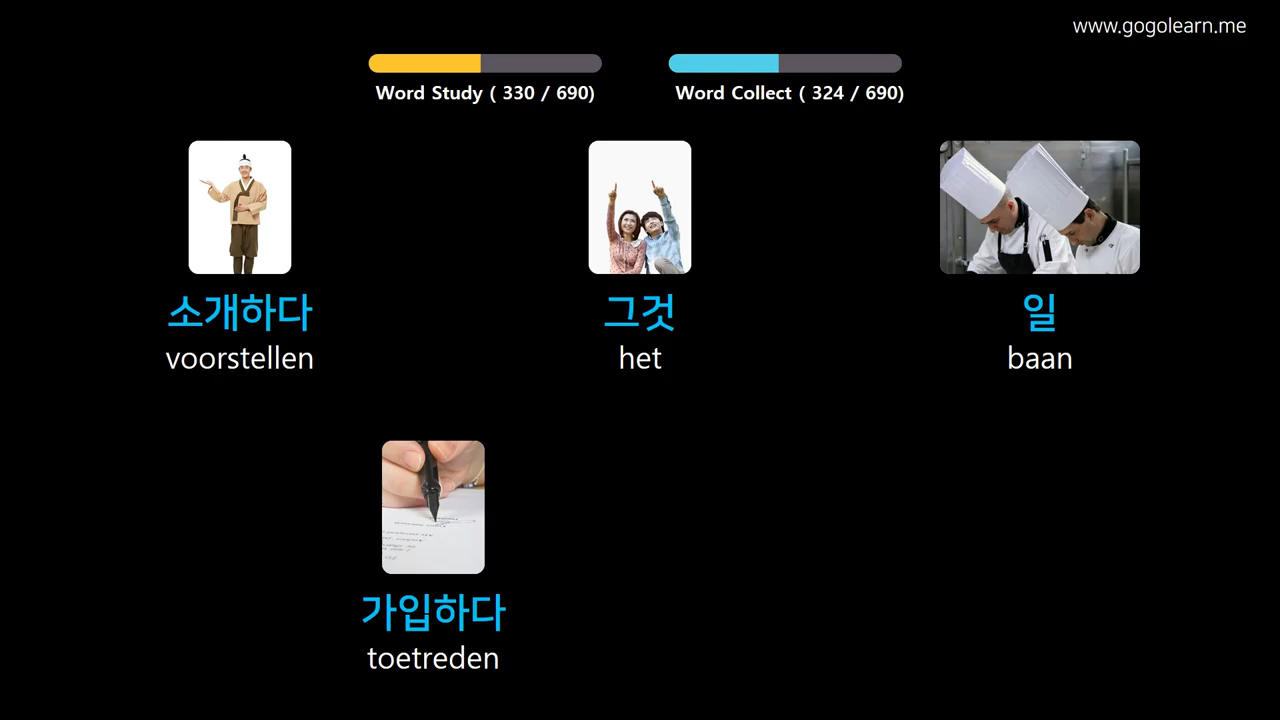 www.gogolearn.me
Word Study ( 330 / 690)
Word Collect ( 324 / 690)
소개하다
voorstellen
그것
het
일
baan
가입하다
toetreden